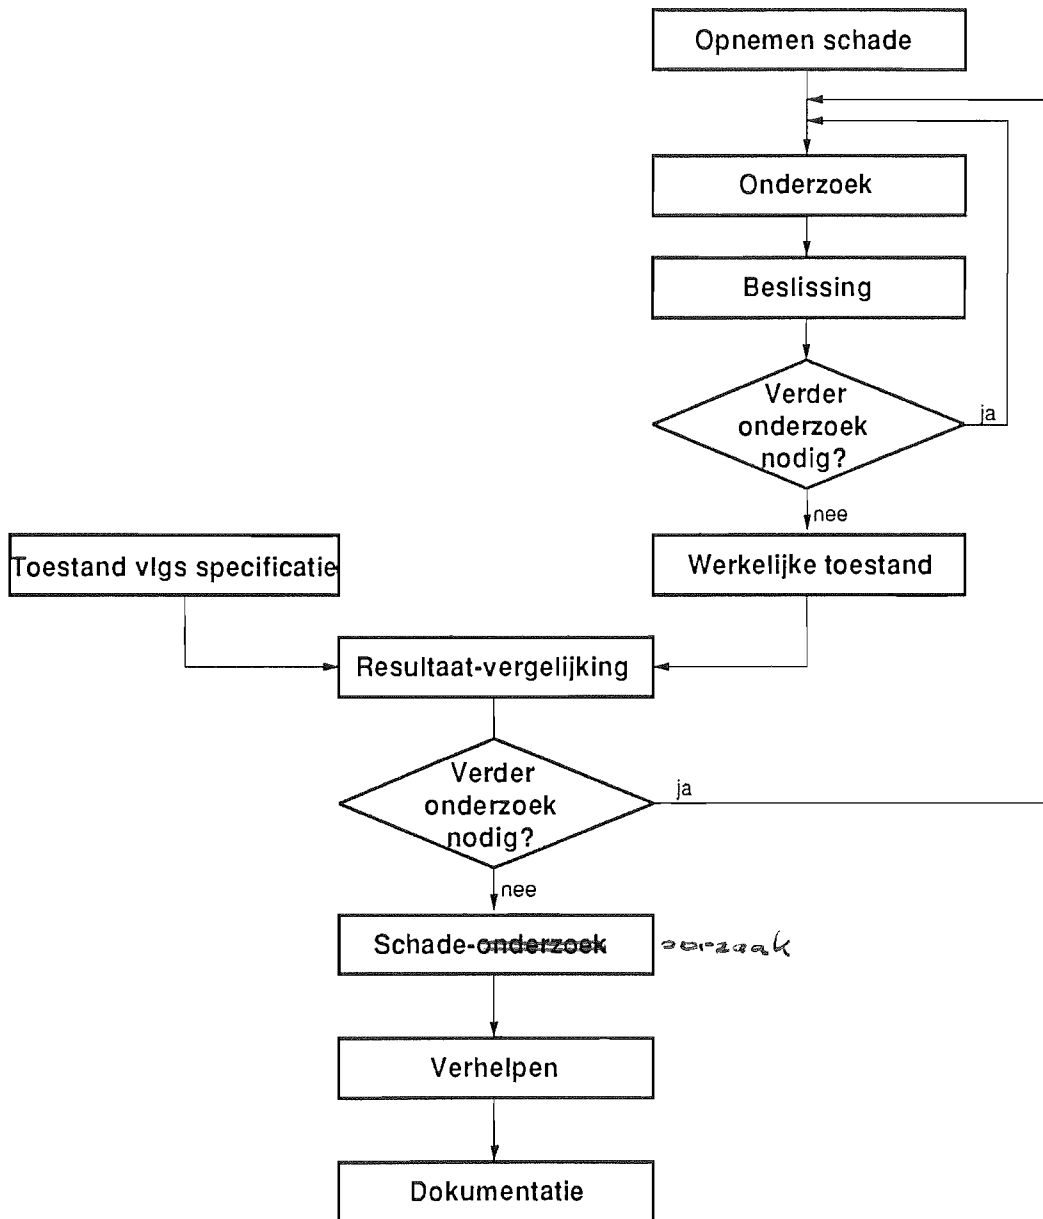 Opnemen schade
Onderzoek
Beslissing
Verder
onderzoek
nodig?
ja
nee
Toestand vlgs specificatie
Werkelijke toestand
Resultaat-vergelijking
Verder
onderzoek
nodig?
ja
nee
Schade-onderzoek oorzaak
Verhelpen
Dokumentatie